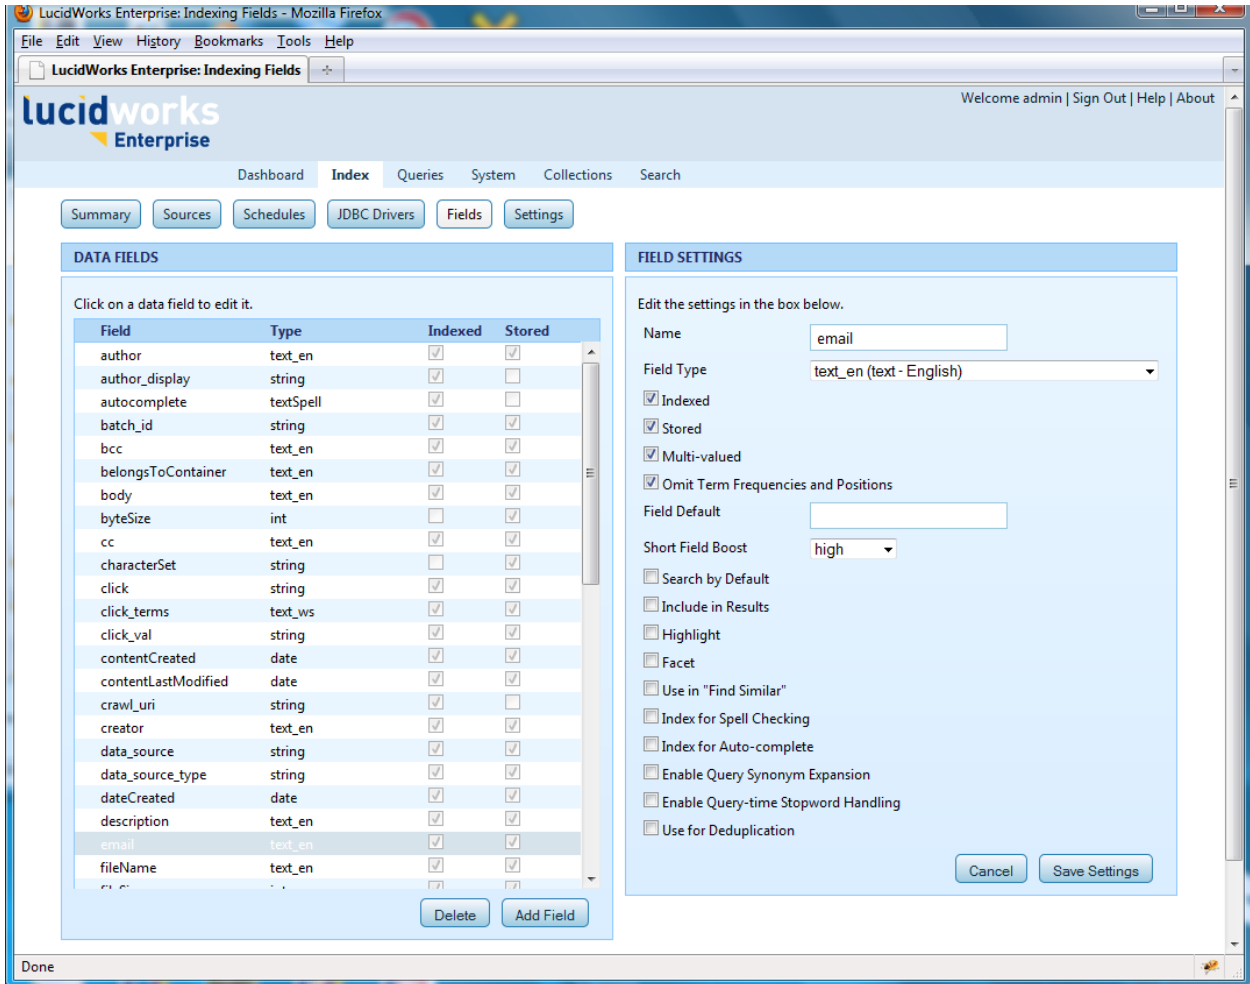 LucidWorks Enterprise: Indexing Fields - Mozilla Firefox
File Edit View History Bookmarks Tools Help
LucidWorks Enterprise: Indexing Fields
lucidworks
Enterprise
Welcome admin | Sign Out | Help | About
Dashboard Index Queries System Collections Search
Summary Sources Schedules JDBC Drivers Fields Settings
DATA FIELDS
Click on a data field to edit it.
Field Type Indexed Stored
author text_en
author_display string
autocomplete textSpell
batch_id string
bcc text_en
belongsToContainer text_en
body text_en
byteSize int
cc text_en
characterSet string
click string
click_terms text_ws
click_val string
contentCreated date
contentLastModified date
crawl_uri string
creator text_en
data_source string
data_source_type string
dateCreated date
description text_en
email text_en
fileName text_en
Delete Add Field
FIELD SETTINGS
Edit the settings in the box below.
Name email
Field Type text_en (text - English)
Indexed
Stored
Multi-valued
Omit Term Frequencies and Positions
Field Default
Short Field Boost high
Search by Default
Include in Results
Highlight
Facet
Use in "Find Similar"
Index for Spell Checking
Index for Auto-complete
Enable Query Synonym Expansion
Enable Query-time Stopword Handling
Use for Deduplication
Cancel Save Settings
Done